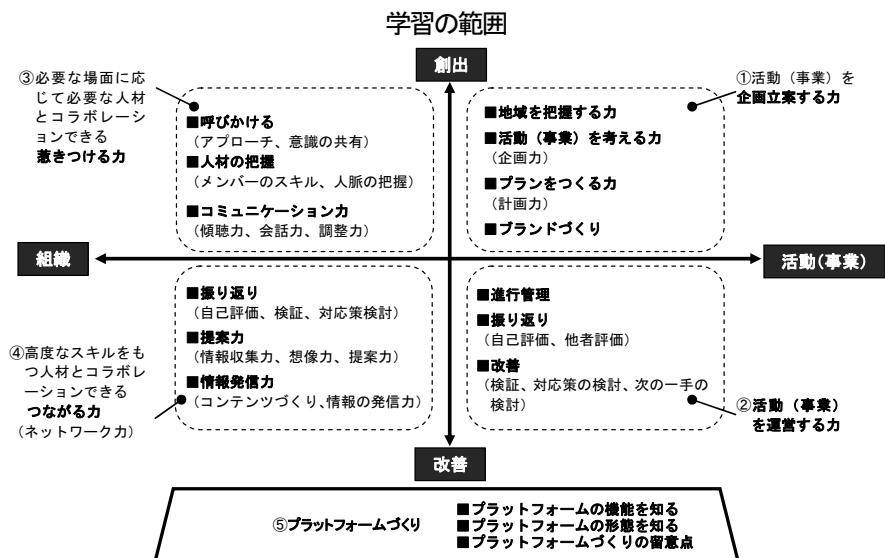 学習の範囲
創出
③必要な場面に応
じて必要な人材
とコラボレーシ
ョンできる
惹きつける力
■呼びかける
（アプローチ、意識の共有）
■人材の把握
（メンバーのスキル、人脈の把握）
■コミュニケーション力
（傾聴力、会話力、調整力）
①活動（事業）を
企画立案する力
■地域を把握する力
■活動（事業）を考える力
（企画力）
■プランをつくる力
（計画力）
■ブランドづくり
組織
活動（事業）
④高度なスキルをも
つ人材とコラボレ
ーションできる
つながる力
（ネットワーク力）
■振り返り
（自己評価、検証、対応策検討）
■提案力
（情報収集力、想像力、提案力）
■情報発信力
（コンテンツづくり、情報の発信力）
■進行管理
■振り返り
（自己評価、他者評価）
■改善
（検証、対応策の検討、次の一手の
検討）
②活動（事業）
を運営する力
改善
⑤プラットフォームづくり
■プラットフォームの機能を知る
■プラットフォームの形態を知る
■プラットフォームづくりの留意点